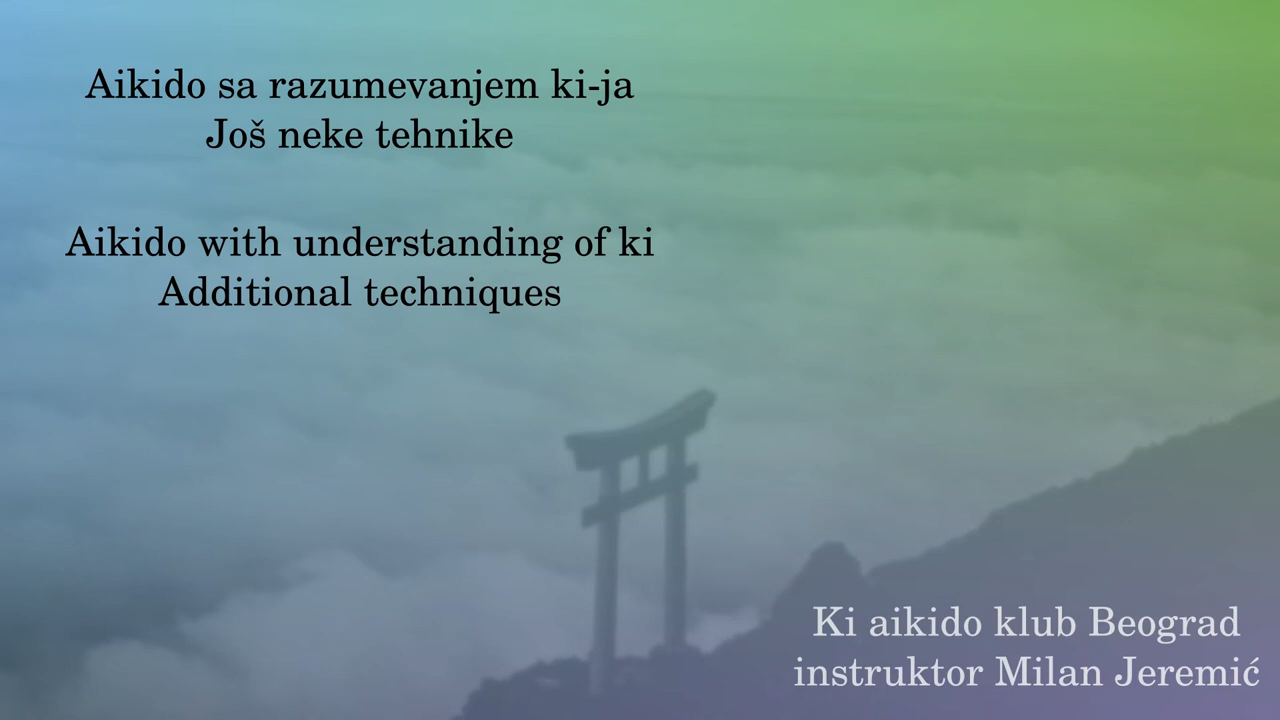 Aikido sa razumevanjem ki-ja
Još neke tehnike
Aikido with understanding of ki
Additional techniques
Ki aikido klub Beograd
instruktor Milan Jeremić